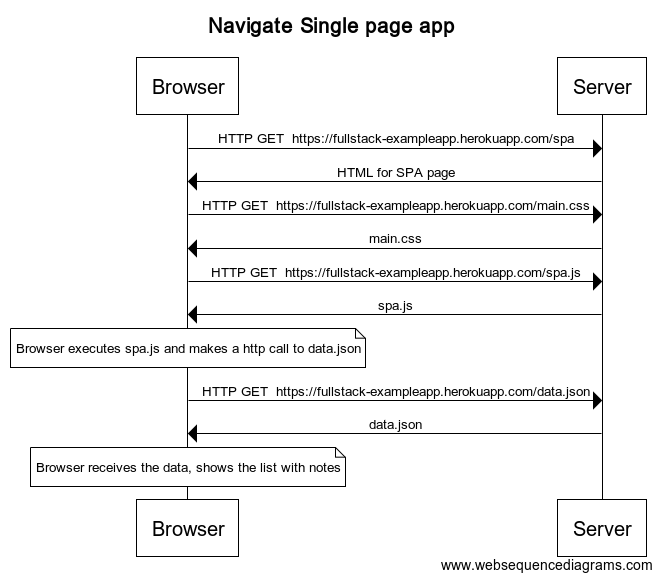 Navigate Single page app
Browser
Server
HTTP GET  https://fullstack-exampleapp.herokuapp.com/spa
HTML for SPA page
HTTP GET  https://fullstack-exampleapp.herokuapp.com/main.css
main.css
HTTP GET  https://fullstack-exampleapp.herokuapp.com/spa.js
spa.js
Browser executes spa.js and makes a http call to data.json
HTTP GET  https://fullstack-exampleapp.herokuapp.com/data.json
data.json
Browser receives the data, shows the list with notes
Browser
Server
www.websequencediagrams.com